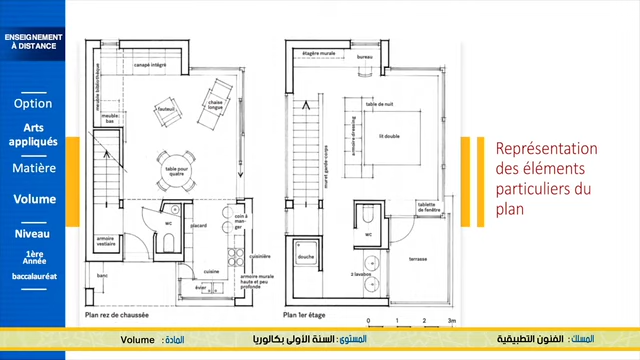 ENSEIGNEMENT
À DISTANCE
Option
Arts
appliqués
Matière
Volume
Niveau
1ère
Année
baccalauréat
canapé intégré
meuble bibliothèque
meuble
bas
fauteuil
chaise
longue
table pour
quatre
WC
placard
coin à
man-
ger
armoire
vestiaire
cuisinière
banc
cuisine
armoire murale
haute et peu
profonde
évier
Plan rez de chaussée
étagère murale
bureau
table de nuit
armoire dressing
lit double
mur et garde-corps
tablette
de fenêtre
WC
douche
terrasse
2 lavabos
Plan 1er étage
0 1 2 3m
Représentation
des éléments
particuliers du
plan
المسلك: الفنون التطبيقية
المستوى: السنة الأولى بكالوريا
المادة: Volume